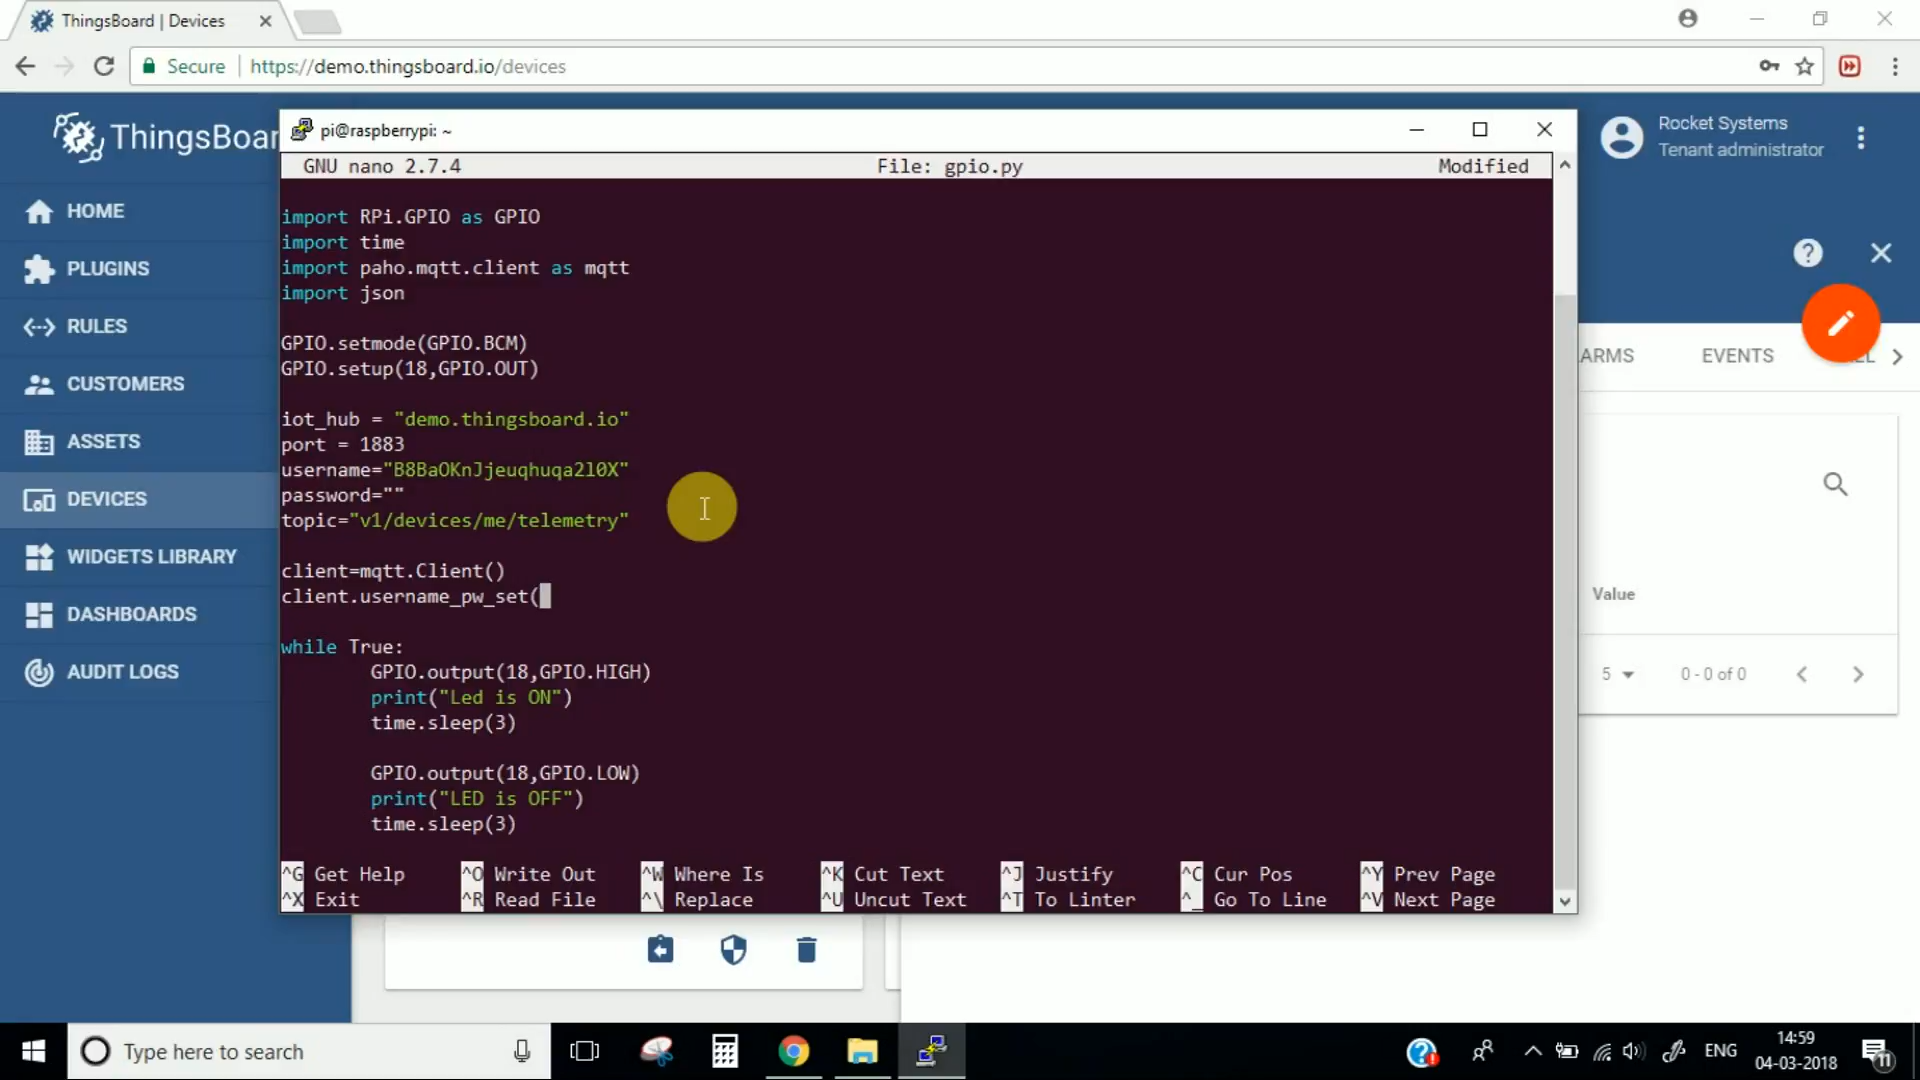 ThingsBoard | Devices
Secure
https://demo.thingsboard.io/devices
ThingsBoar
Rocket Systems
Tenant administrator
HOME
PLUGINS
RULES
CUSTOMERS
ASSETS
DEVICES
WIDGETS LIBRARY
DASHBOARDS
AUDIT LOGS
pi@raspberrypi: ~
GNU nano 2.7.4
File: gpio.py
Modified
import RPi.GPIO as GPIO
import time
import paho.mqtt.client as mqtt
import json
GPIO.setmode(GPIO.BCM)
GPIO.setup(18,GPIO.OUT)
iot_hub = "demo.thingsboard.io"
port = 1883
username="B8BaOKnJjeuqhuqa2l0X"
password=""
topic="v1/devices/me/telemetry"
client=mqtt.Client()
client.username_pw_set(
while True:
GPIO.output(18,GPIO.HIGH)
print("Led is ON")
time.sleep(3)
GPIO.output(18,GPIO.LOW)
print("LED is OFF")
time.sleep(3)
^G Get Help ^O Write Out ^W Where Is ^K Cut Text ^J Justify ^C Cur Pos ^Y Prev Page
^X Exit ^R Read File ^\ Replace ^U Uncut Text ^T To Linter ^_ Go To Line ^V Next Page
ARMS
EVENTS
Value
5
0 - 0 of 0
Type here to search
ENG
14:59
04-03-2018
11